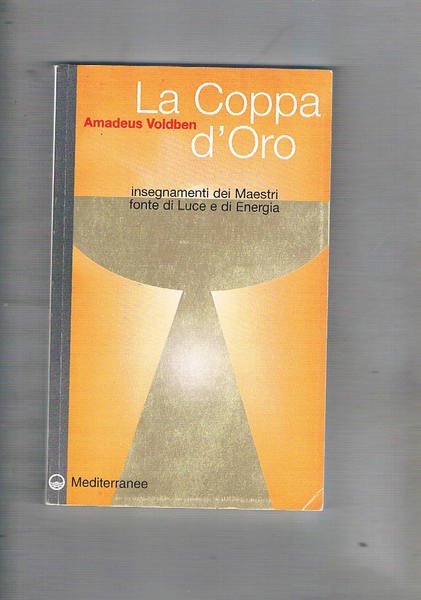 La Coppa
Amadeus Voldben
d'Oro
insegnamenti dei Maestri
fonte di Luce e di Energia
Mediterranee